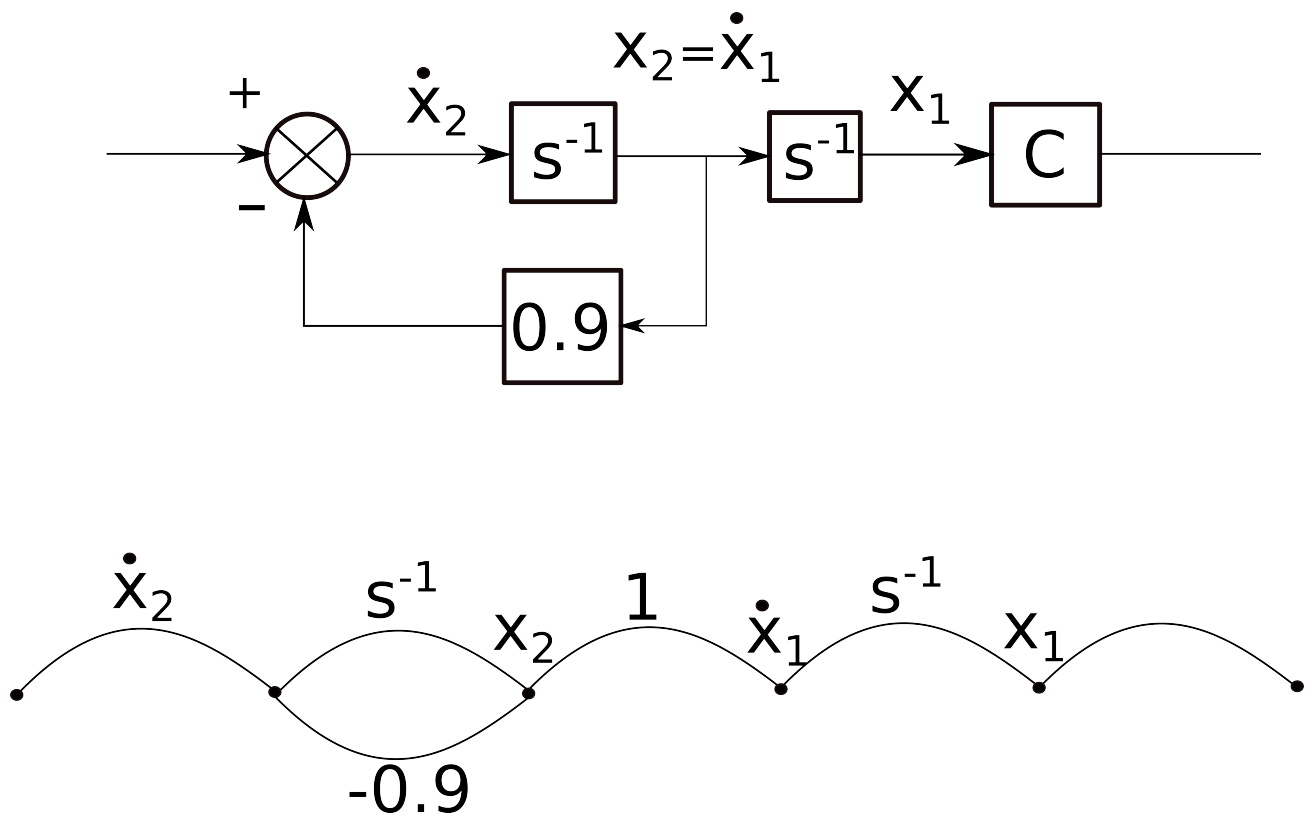 x₂=ẋ₁
+ ẋ₂ x₁
s⁻¹ s⁻¹ C
–
0.9
ẋ₂ s⁻¹ x₂ 1 ẋ₁ s⁻¹ x₁
-0.9